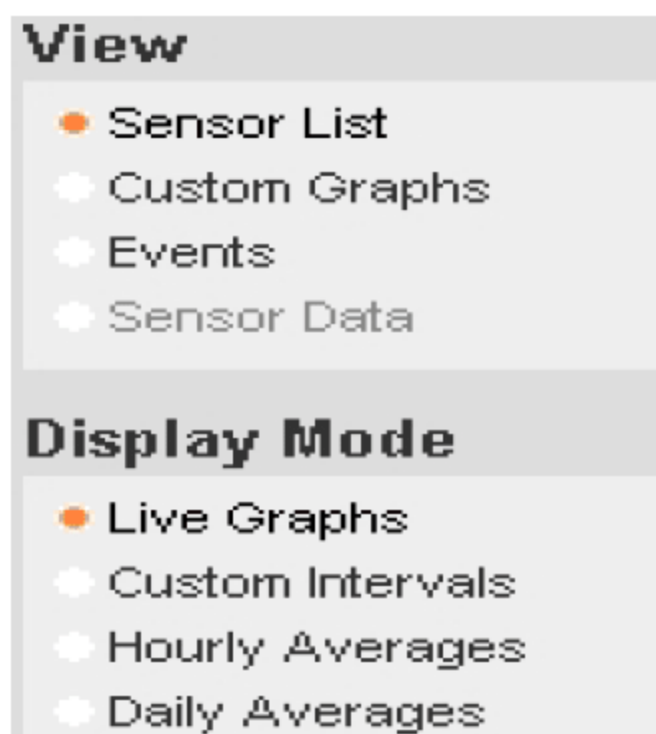 View
Sensor List
Custom Graphs
Events
Sensor Data
Display Mode
Live Graphs
Custom Intervals
Hourly Averages
Daily Averages